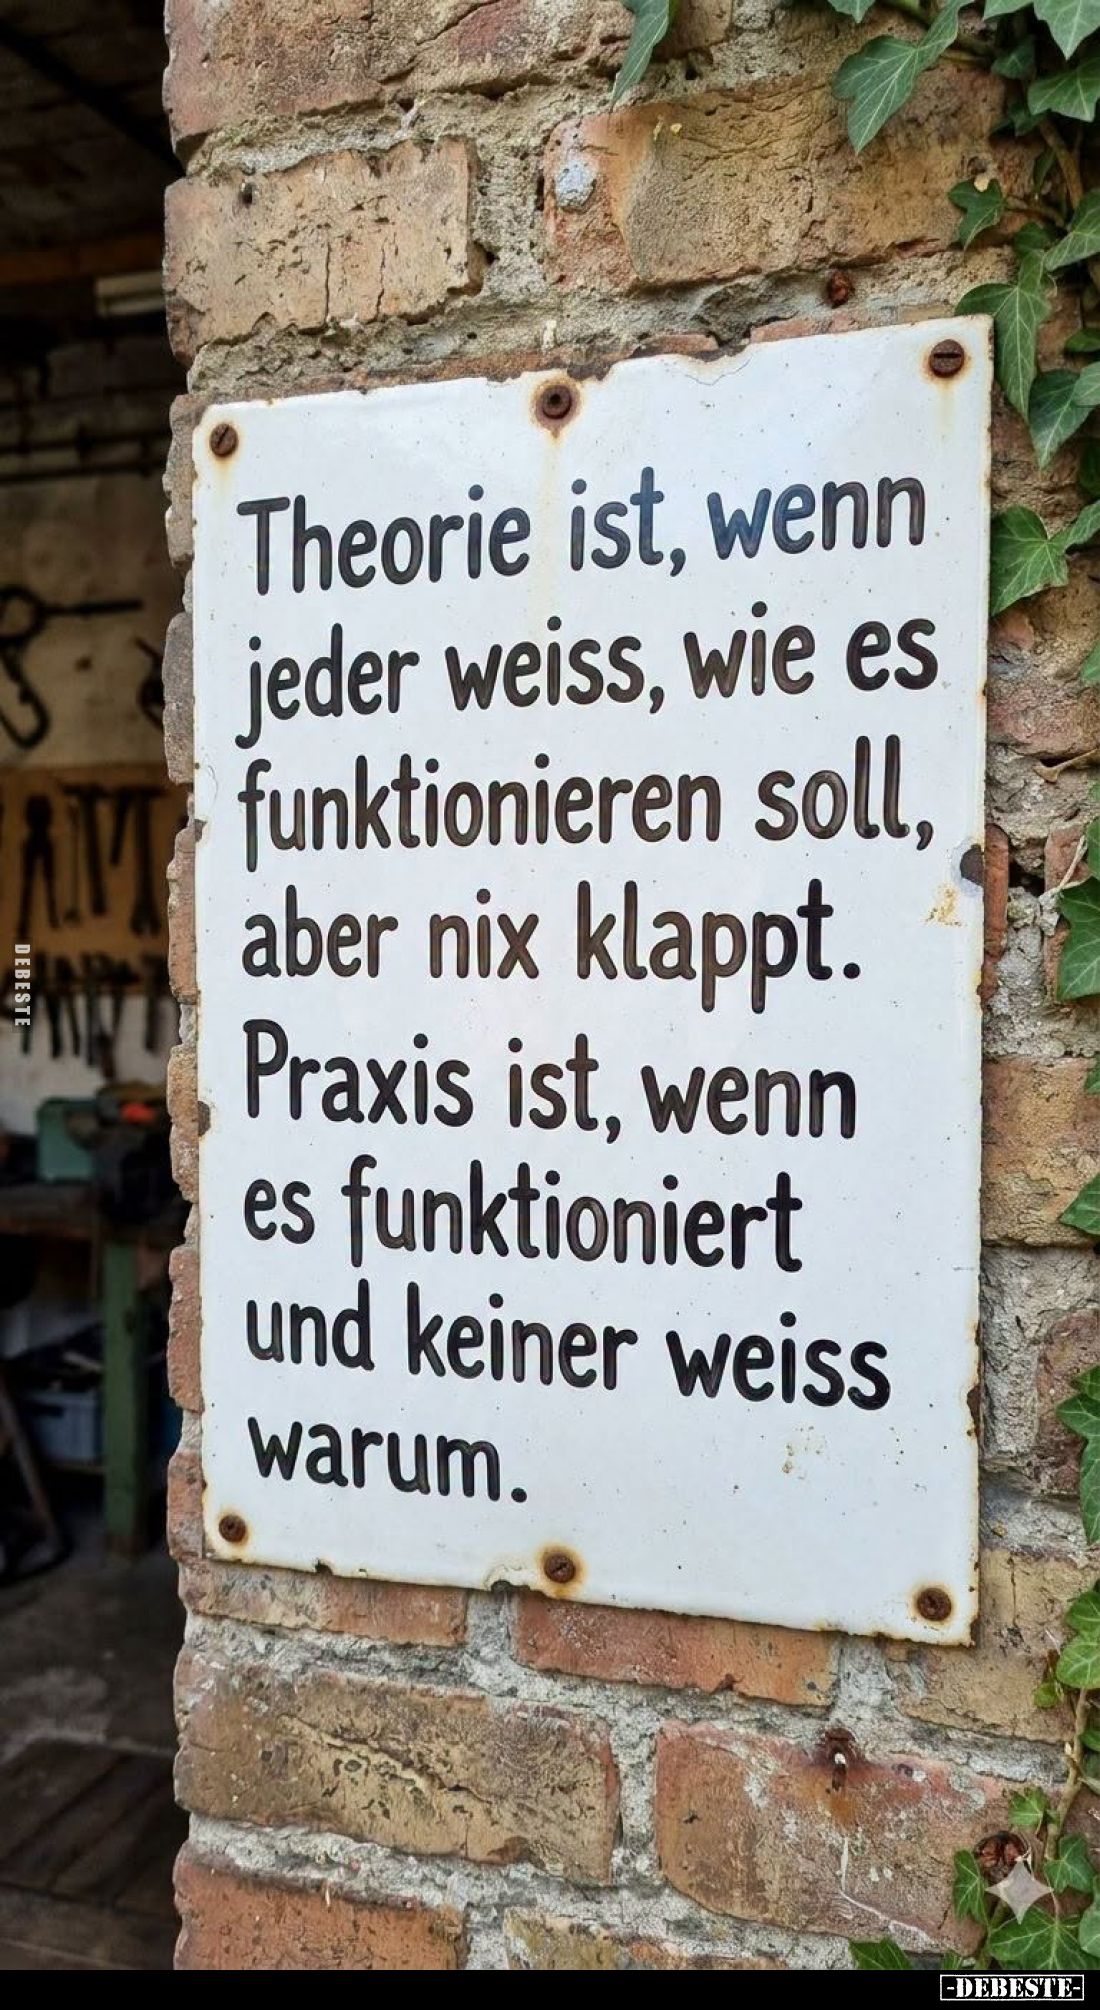 Theorie ist, wenn
jeder weiss, wie es
funktionieren soll,
aber nix klappt.
Praxis ist, wenn
es funktioniert
und keiner weiss
warum.
DEBESTE
-DEBESTE-